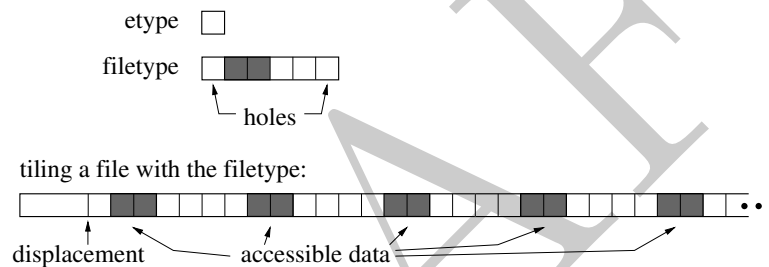 etype
filetype
holes
tiling a file with the filetype:
displacement
accessible data